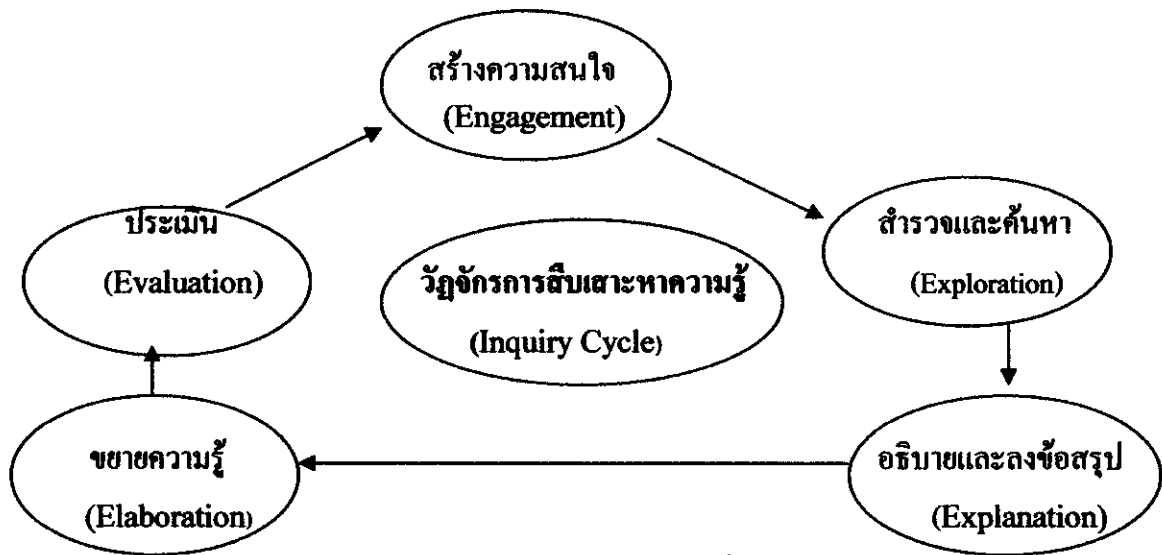 สร้างความสนใจ
(Engagement)
ประเมิน
(Evaluation)
สำรวจและค้นหา
(Exploration)
วัฏจักรการสืบเสาะหาความรู้
(Inquiry Cycle)
ขยายความรู้
(Elaboration)
อธิบายและลงข้อสรุป
(Explanation)